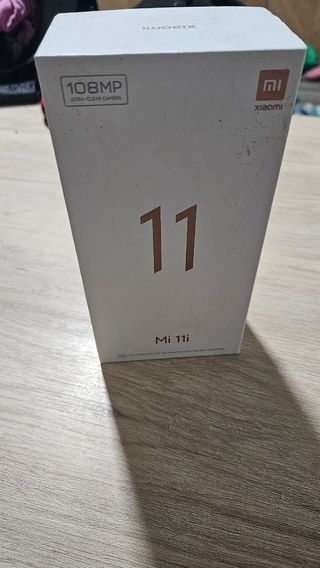 xiaomi
108MP
ULTRA-CLEAR CAMERA
mi
xiaomi
11
Mi 11i